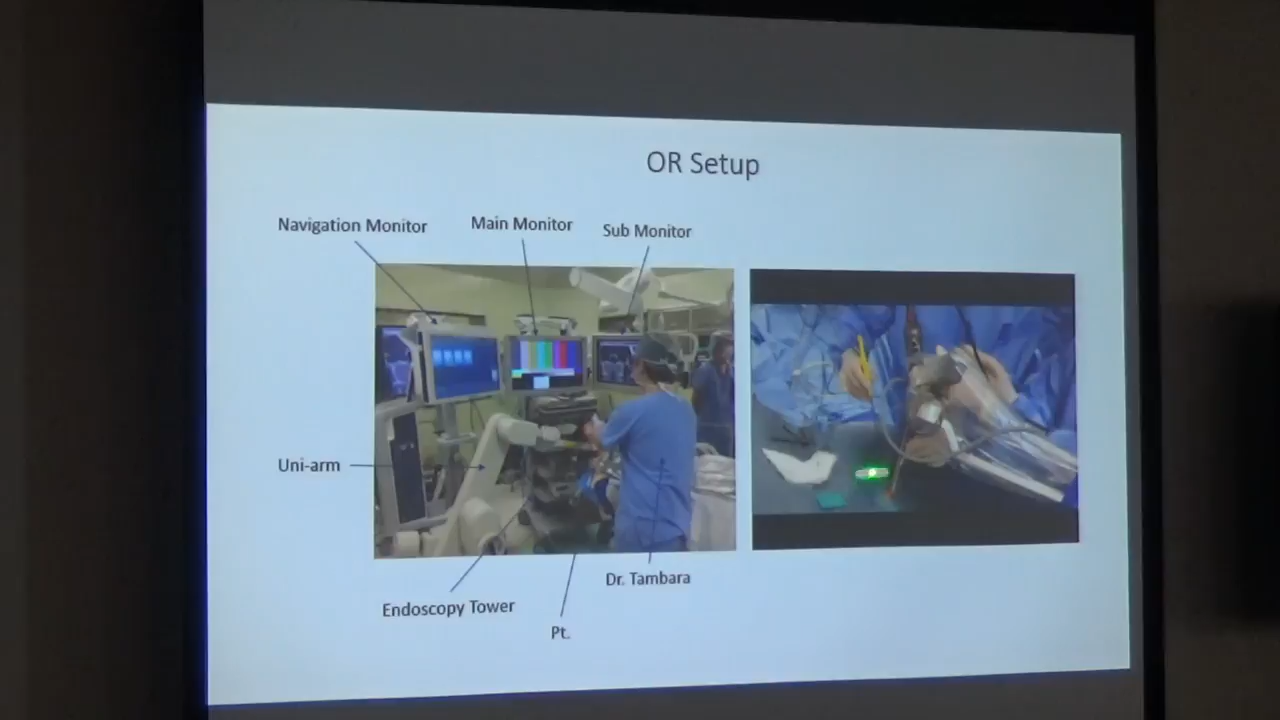 OR Setup
Navigation Monitor
Main Monitor
Sub Monitor
Uni-arm
Dr. Tambara
Endoscopy Tower
Pt.